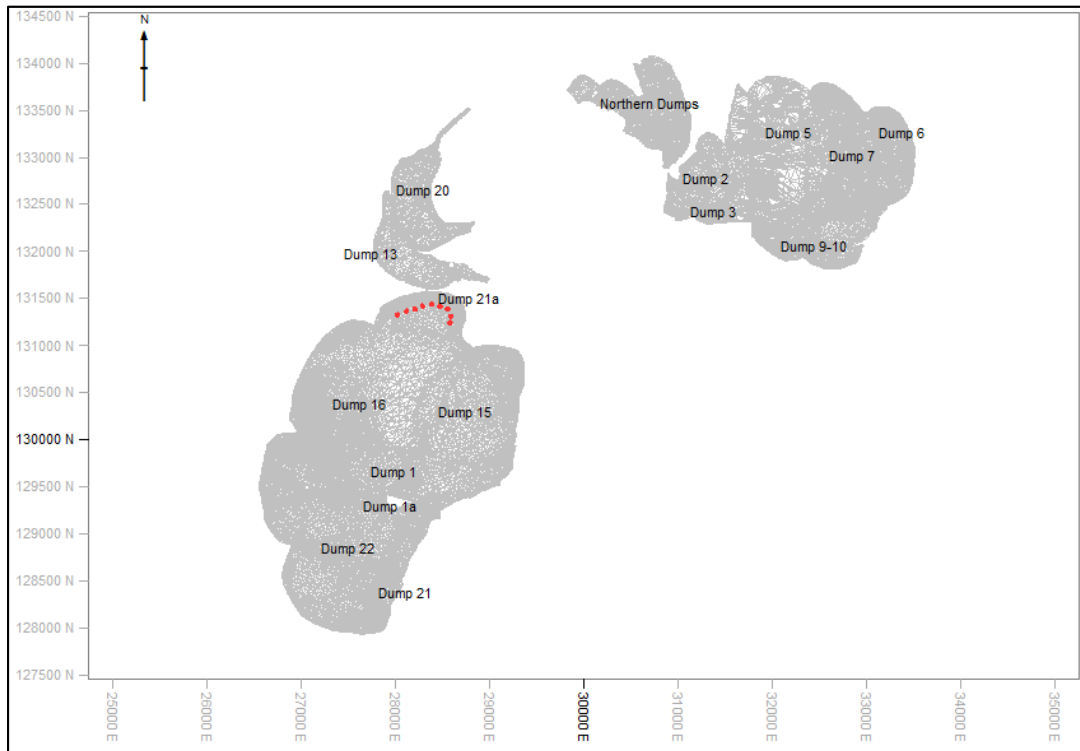 134500 N
N
134000 N
133500 N
Northern Dumps
Dump 5
Dump 6
133000 N
Dump 7
Dump 2
Dump 20
132500 N
Dump 3
132000 N
Dump 13
Dump 9-10
131500 N
Dump 21a
131000 N
130500 N
Dump 16
Dump 15
130000 N
Dump 1
129500 N
Dump 1a
129000 N
Dump 22
128500 N
Dump 21
128000 N
127500 N
25000 E
26000 E
27000 E
28000 E
29000 E
30000 E
31000 E
32000 E
33000 E
34000 E
35000 E